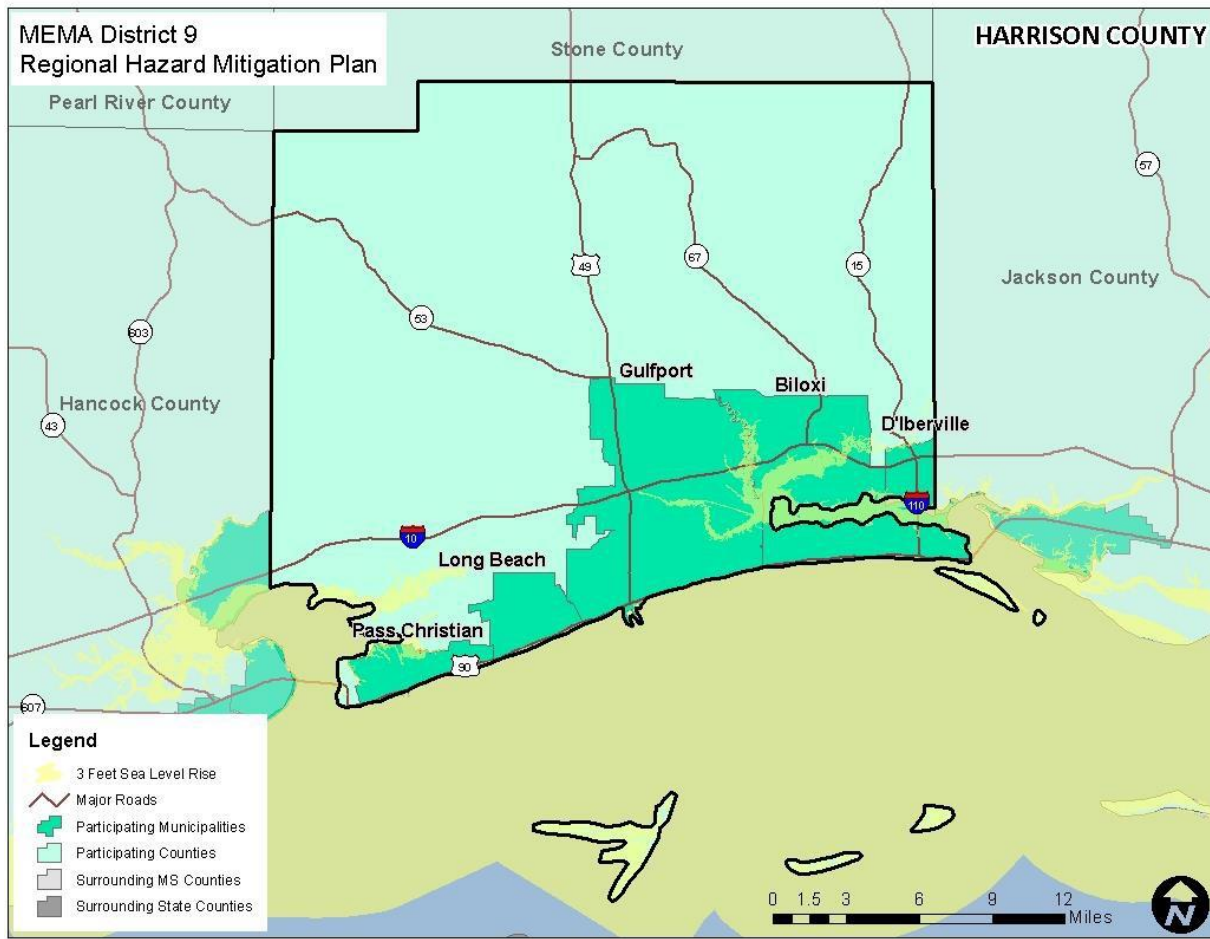 MEMA District 9
Regional Hazard Mitigation Plan
HARRISON COUNTY
Stone County
Pearl River County
57
49
67
15
Jackson County
53
603
Gulfport
Biloxi
Hancock County
43
D'Iberville
110
10
Long Beach
Pass Christian
90
607
Legend
3 Feet Sea Level Rise
Major Roads
Participating Municipalities
Participating Counties
Surrounding MS Counties
Surrounding State Counties
0 1.5 3 6 9 12
Miles
N